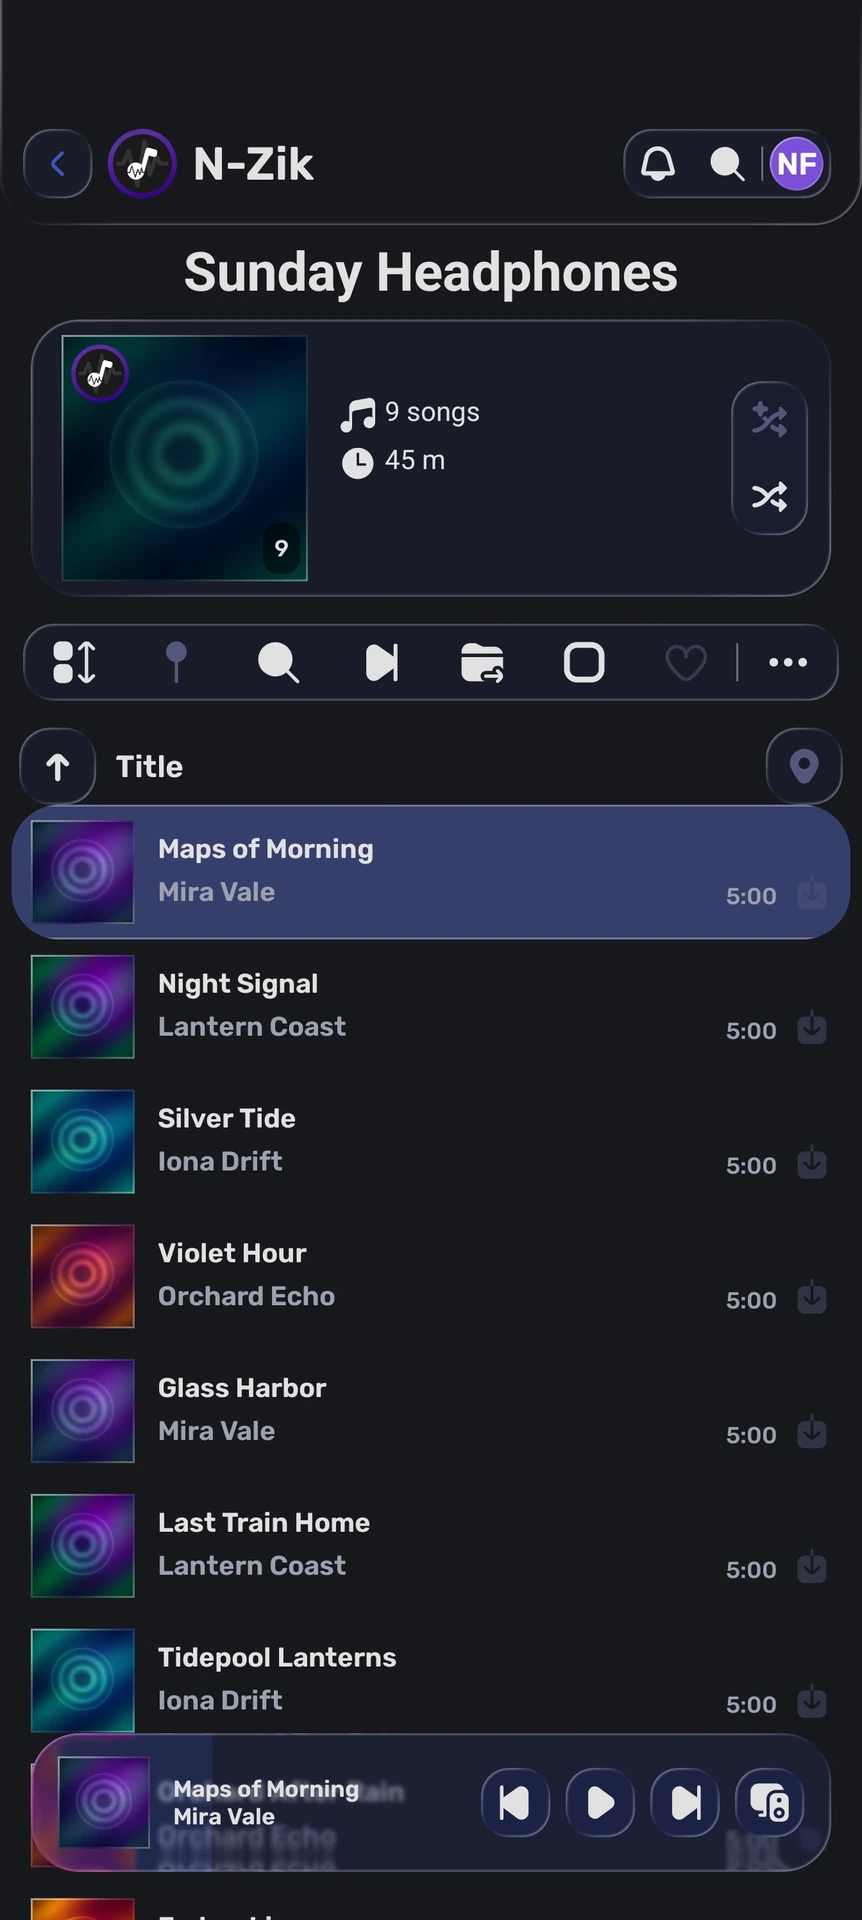 N-Zik
NF
Sunday Headphones
9 songs
45 m
9
Title
Maps of Morning
Mira Vale
5:00
Night Signal
Lantern Coast
5:00
Silver Tide
Iona Drift
5:00
Violet Hour
Orchard Echo
5:00
Glass Harbor
Mira Vale
5:00
Last Train Home
Lantern Coast
5:00
Tidepool Lanterns
Iona Drift
5:00
Maps of Morning
Mira Vale
Orchard Echo